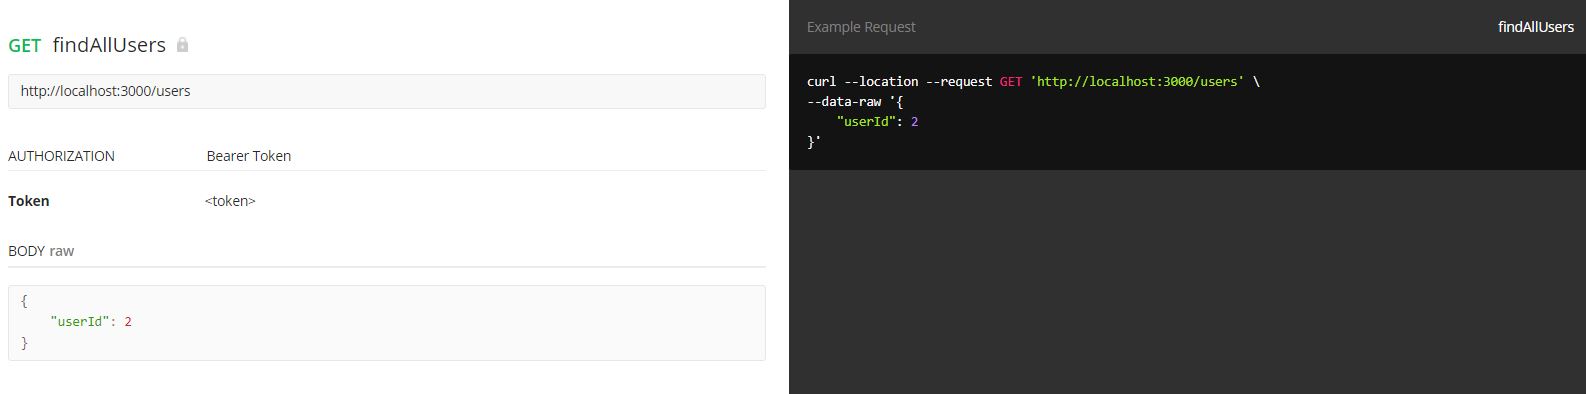 GET findAllUsers
http://localhost:3000/users
AUTHORIZATION Bearer Token
Token <token>
BODY raw
{
    "userId": 2
}
Example Request findAllUsers
curl --location --request GET 'http://localhost:3000/users' \
--data-raw '{
    "userId": 2
}'